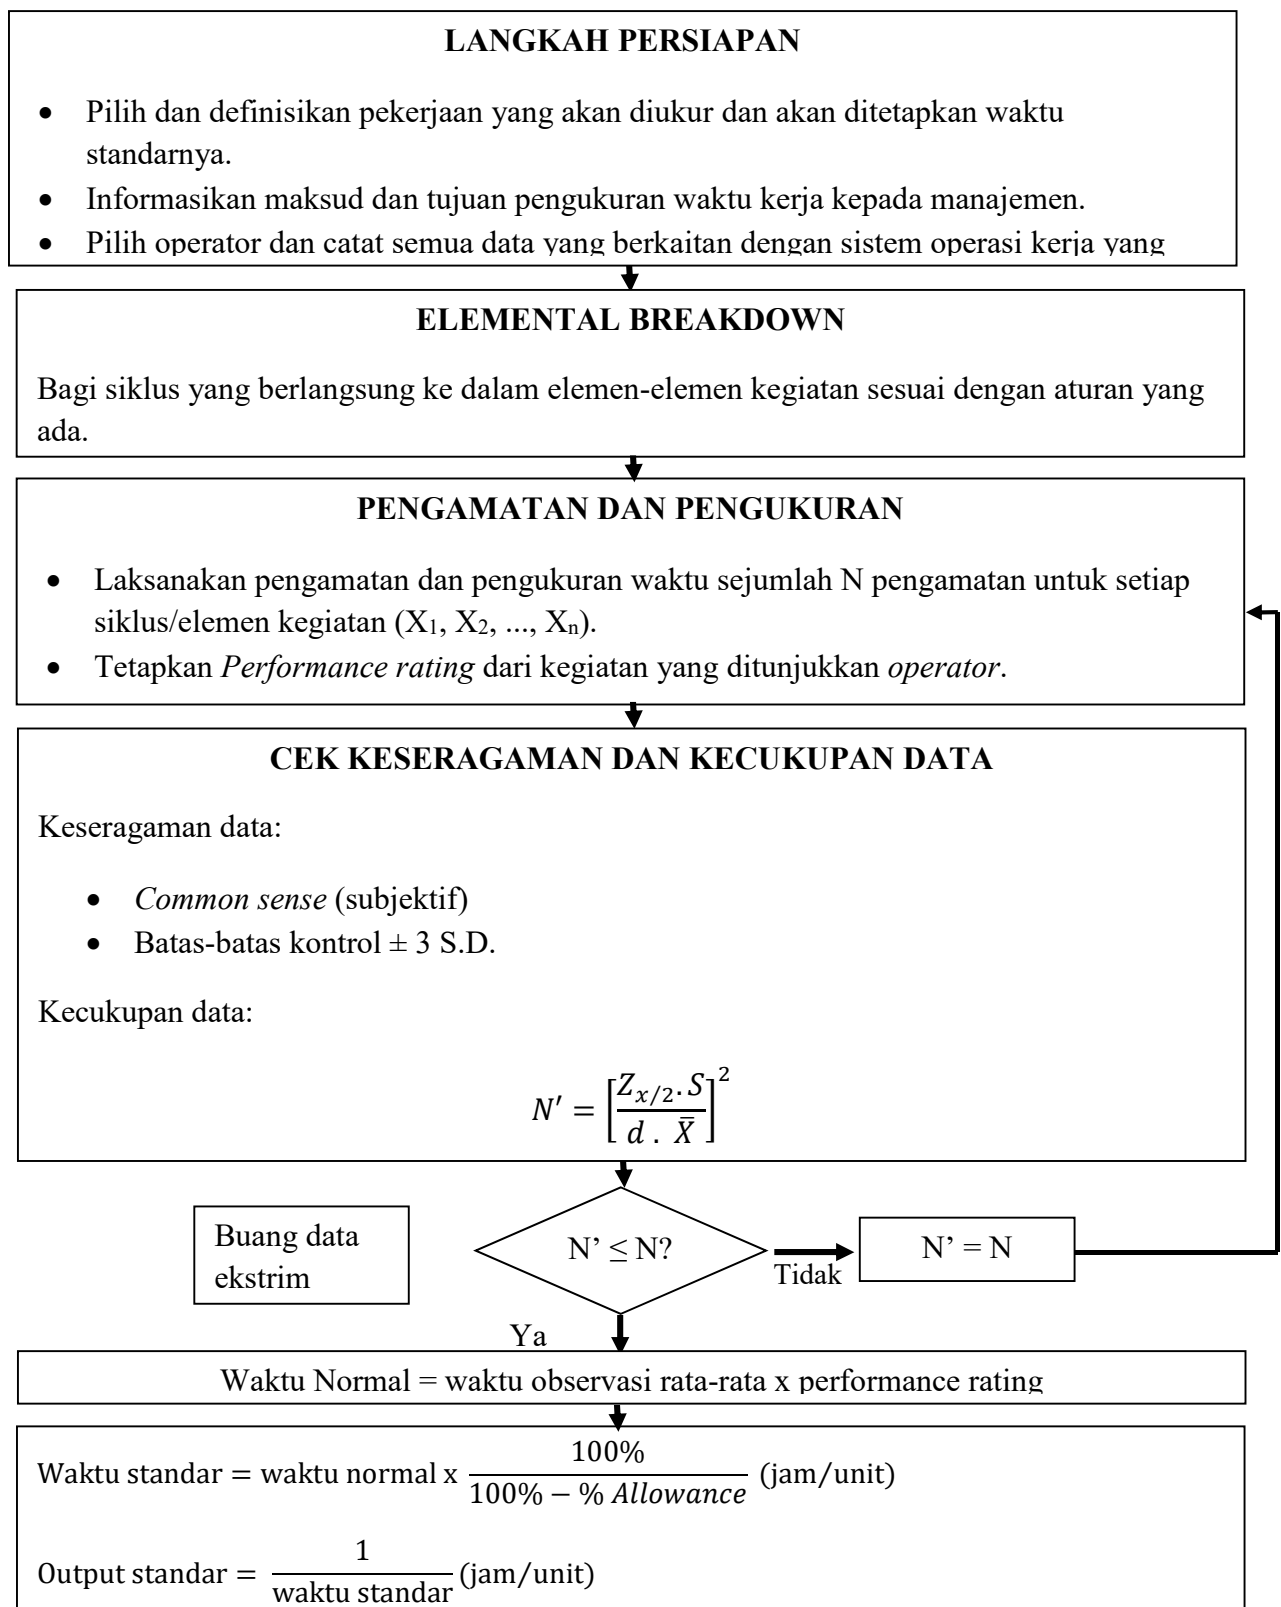 LANGKAH PERSIAPAN
• Pilih dan definisikan pekerjaan yang akan diukur dan akan ditetapkan waktu
standarnya.
• Informasikan maksud dan tujuan pengukuran waktu kerja kepada manajemen.
• Pilih operator dan catat semua data yang berkaitan dengan sistem operasi kerja yang
ELEMENTAL BREAKDOWN
Bagi siklus yang berlangsung ke dalam elemen-elemen kegiatan sesuai dengan aturan yang
ada.
PENGAMATAN DAN PENGUKURAN
• Laksanakan pengamatan dan pengukuran waktu sejumlah N pengamatan untuk setiap
siklus/elemen kegiatan (X₁, X₂, ..., Xₙ).
• Tetapkan Performance rating dari kegiatan yang ditunjukkan operator.
CEK KESERAGAMAN DAN KECUKUPAN DATA
Keseragaman data:
• Common sense (subjektif)
• Batas-batas kontrol ± 3 S.D.
Kecukupan data:
N′ = [Z_{x/2}. S / d . X̄]²
Buang data
ekstrim
N’ ≤ N?
Tidak
N’ = N
Ya
Waktu Normal = waktu observasi rata-rata x performance rating
Waktu standar = waktu normal x 100% / 100% − % Allowance (jam/unit)
Output standar = 1 / waktu standar (jam/unit)